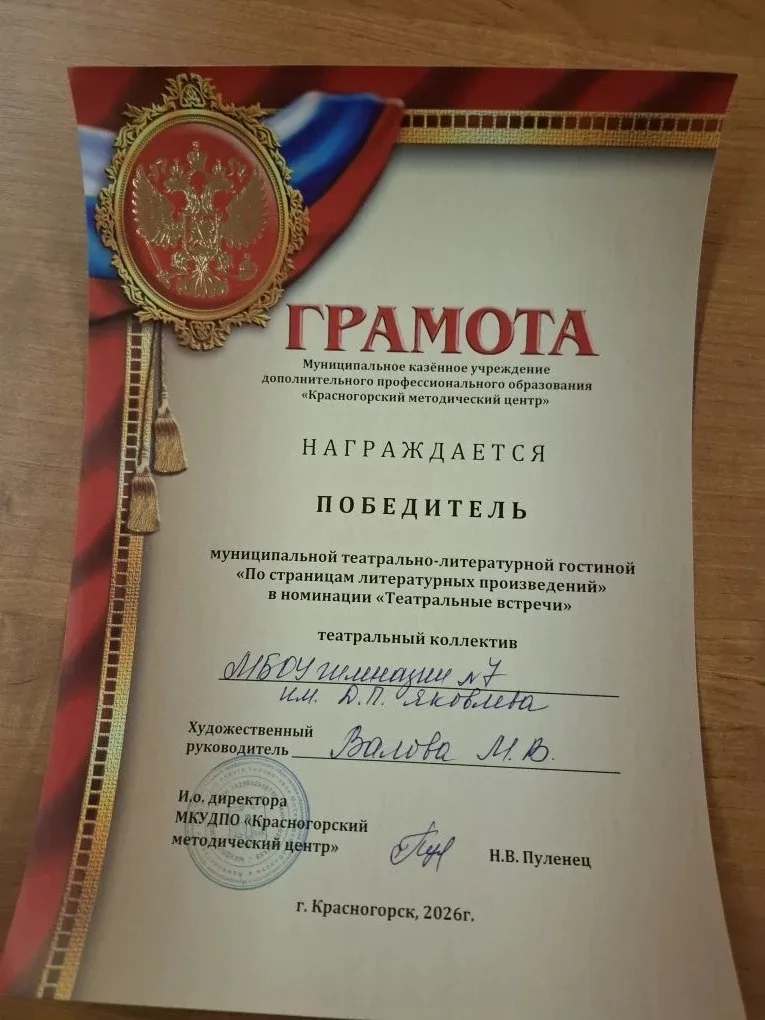 ГРАМОТА
Муниципальное казённое учреждение
дополнительного профессионального образования
«Красногорский методический центр»
НАГРАЖДАЕТСЯ
ПОБЕДИТЕЛЬ
муниципальной театрально-литературной гостиной
«По страницам литературных произведений»
в номинации «Театральные встречи»
театральный коллектив
МБОУ гимназии №7
им. Д.П. Яковлева
Художественный
руководитель Валова М.В.
И.о. директора
МКУДПО «Красногорский
методический центр» Н.В. Пуленец
г. Красногорск, 2026г.